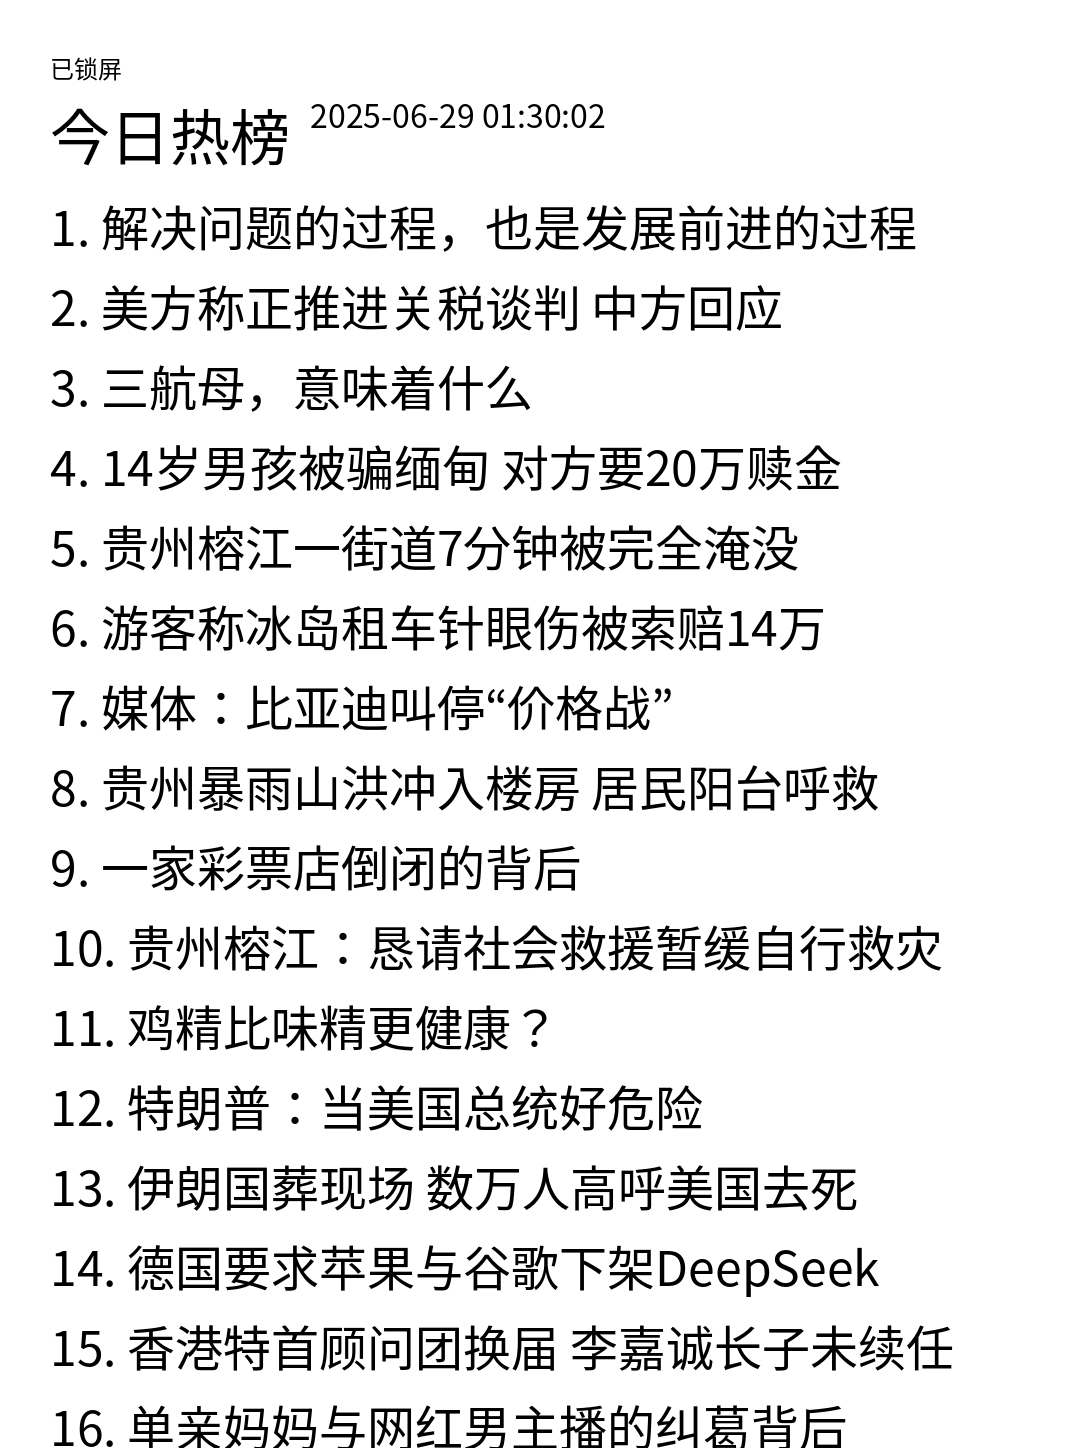 已锁屏
今日热榜 2025-06-29 01:30:02
1. 解决问题的过程，也是发展前进的过程
2. 美方称正推进关税谈判 中方回应
3. 三航母，意味着什么
4. 14岁男孩被骗缅甸 对方要20万赎金
5. 贵州榕江一街道7分钟被完全淹没
6. 游客称冰岛租车针眼伤被索赔14万
7. 媒体：比亚迪叫停“价格战”
8. 贵州暴雨山洪冲入楼房 居民阳台呼救
9. 一家彩票店倒闭的背后
10. 贵州榕江：恳请社会救援暂缓自行救灾
11. 鸡精比味精更健康？
12. 特朗普：当美国总统好危险
13. 伊朗国葬现场 数万人高呼美国去死
14. 德国要求苹果与谷歌下架DeepSeek
15. 香港特首顾问团换届 李嘉诚长子未续任
16. 单亲妈妈与网红男主播的纠葛背后